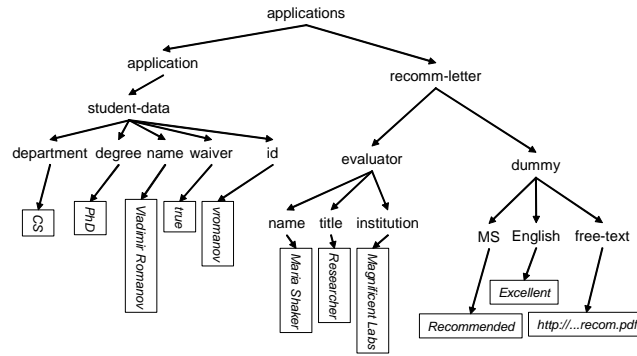 applications
application
recomm-letter
student-data
department degree name waiver id
evaluator
dummy
CS
PhD
Vladimir Romanov
true
vromanov
name title institution
MS English free-text
Maria Shaker
Researcher
Magnificent Labs
Excellent
Recommended
http://...recom.pdf